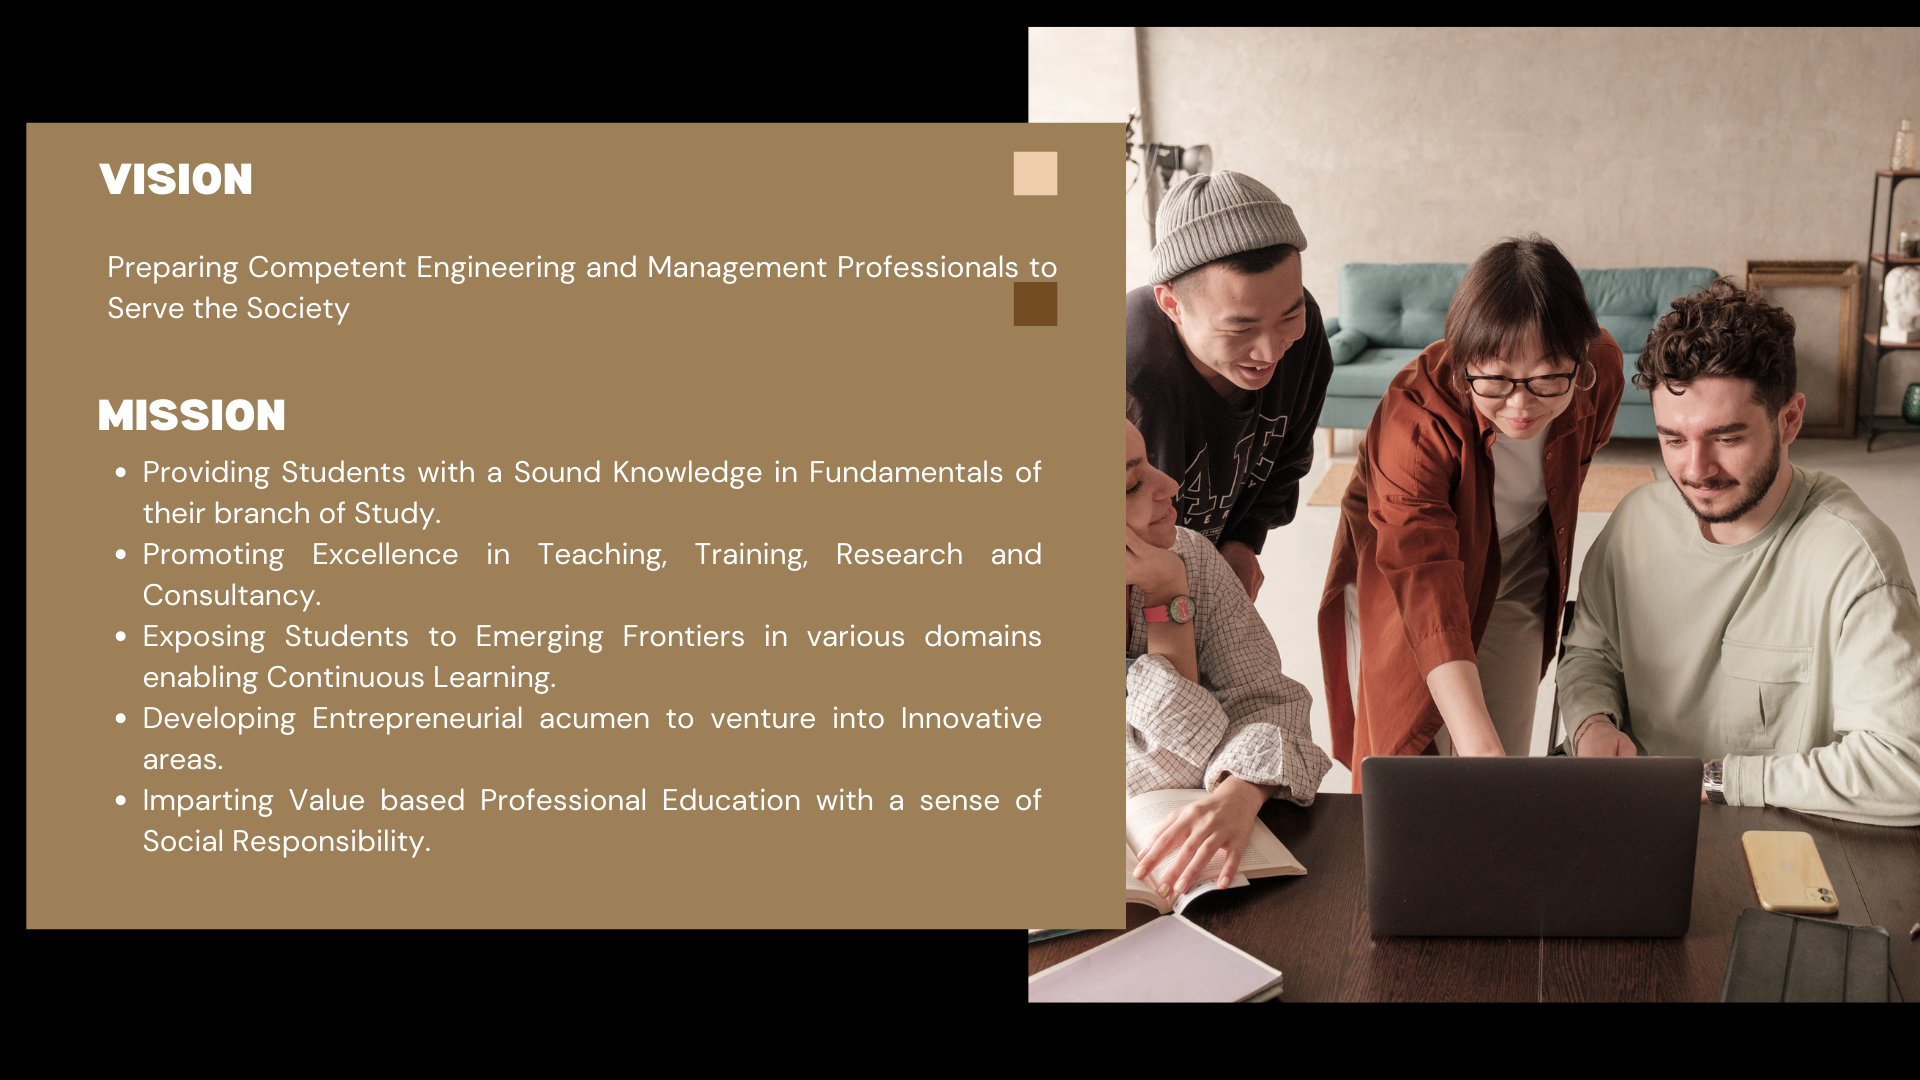 VISION
Preparing Competent Engineering and Management Professionals to
Serve the Society
MISSION
• Providing Students with a Sound Knowledge in Fundamentals of
their branch of Study.
• Promoting Excellence in Teaching, Training, Research and
Consultancy.
• Exposing Students to Emerging Frontiers in various domains
enabling Continuous Learning.
• Developing Entrepreneurial acumen to venture into Innovative
areas.
• Imparting Value based Professional Education with a sense of
Social Responsibility.